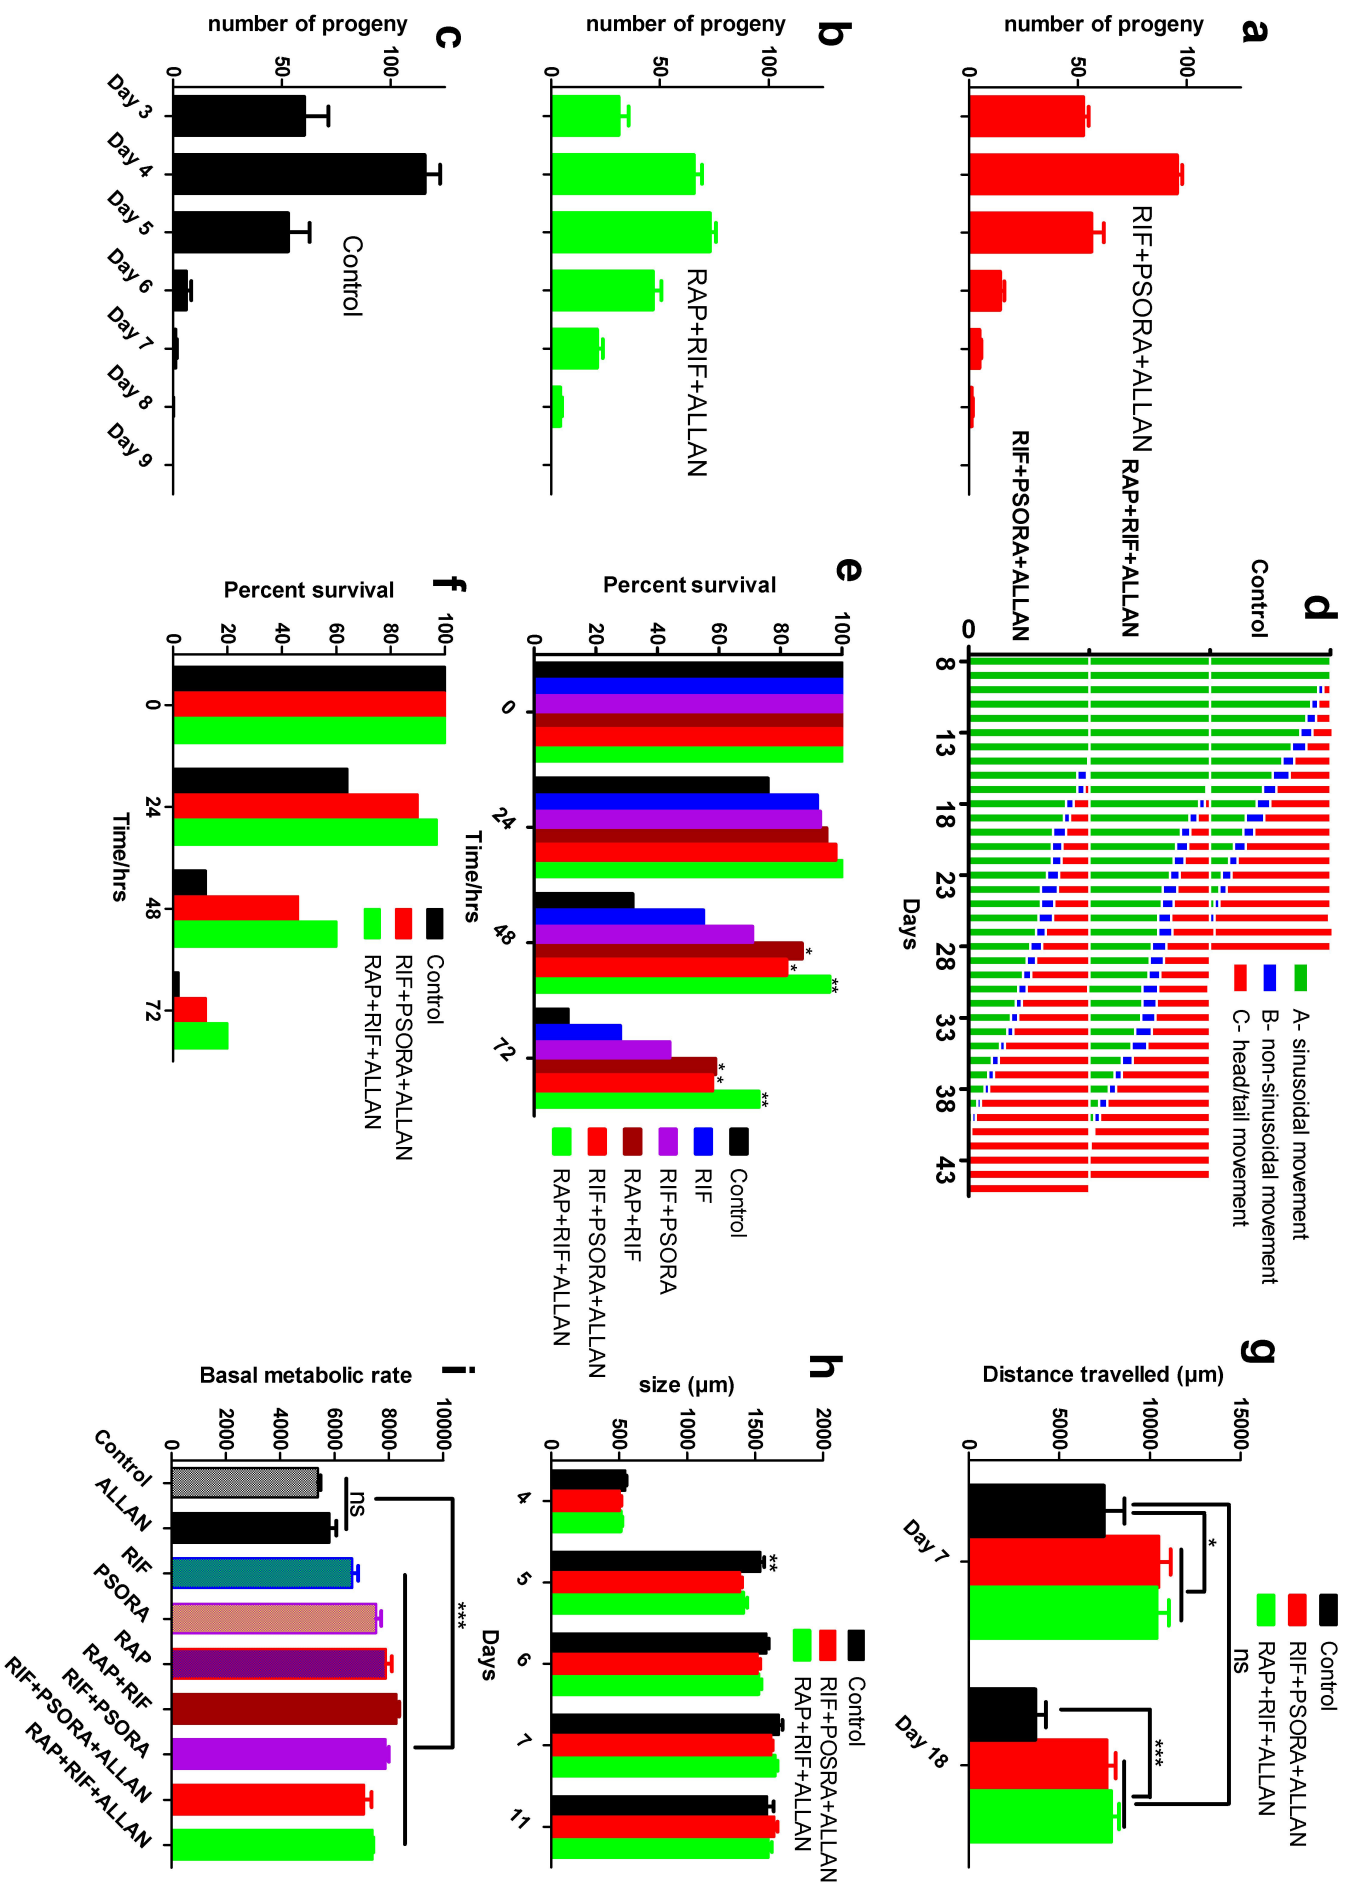 a
number of progeny
0
50
100
RIF+PSORA+ALLAN
b
number of progeny
0
50
100
RAP+RIF+ALLAN
c
number of progeny
0
50
100
Control
Day 3
Day 4
Day 5
Day 6
Day 7
Day 8
Day 9
d
Control
RAP+RIF+ALLAN
RIF+PSORA+ALLAN
0
8
13
18
23
28
33
38
43
Days
A- sinusoidal movement
B- non-sinusoidal movement
C- head/tail movement
e
Percent survival
0
20
40
60
80
100
0
24
48
72
Time/hrs
*
*
**
*
*
**
Control
RIF
RIF+PSORA
RAP+RIF
RIF+PSORA+ALLAN
RAP+RIF+ALLAN
f
Percent survival
0
20
40
60
80
100
0
24
48
72
Time/hrs
Control
RIF+PSORA+ALLAN
RAP+RIF+ALLAN
g
Distance travelled (µm)
0
5000
10000
15000
Day 7
Day 18
*
ns
***
Control
RIF+PSORA+ALLAN
RAP+RIF+ALLAN
h
size (µm)
0
500
1000
1500
2000
4
5
6
7
11
Days
**
Control
RIF+POSRA+ALLAN
RAP+RIF+ALLAN
i
Basal metabolic rate
0
2000
4000
6000
8000
10000
ns
***
Control
ALLAN
RIF
PSORA
RAP
RAP+RIF
RIF+PSORA
RIF+PSORA+ALLAN
RAP+RIF+ALLAN